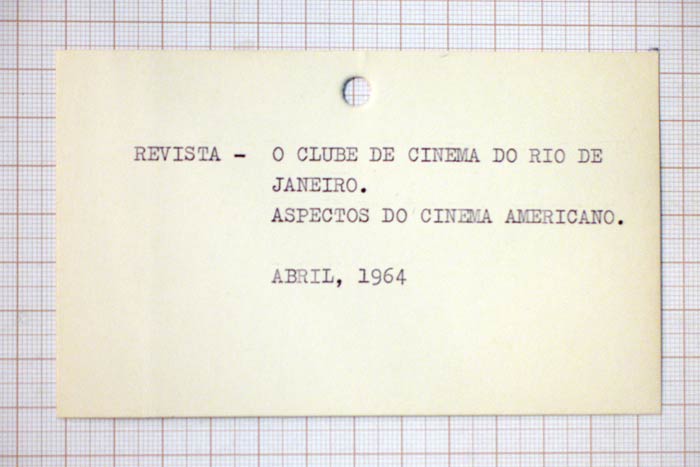 REVISTA - O CLUBE DE CINEMA DO RIO DE
JANEIRO.
ASPECTOS DO CINEMA AMERICANO.
ABRIL, 1964